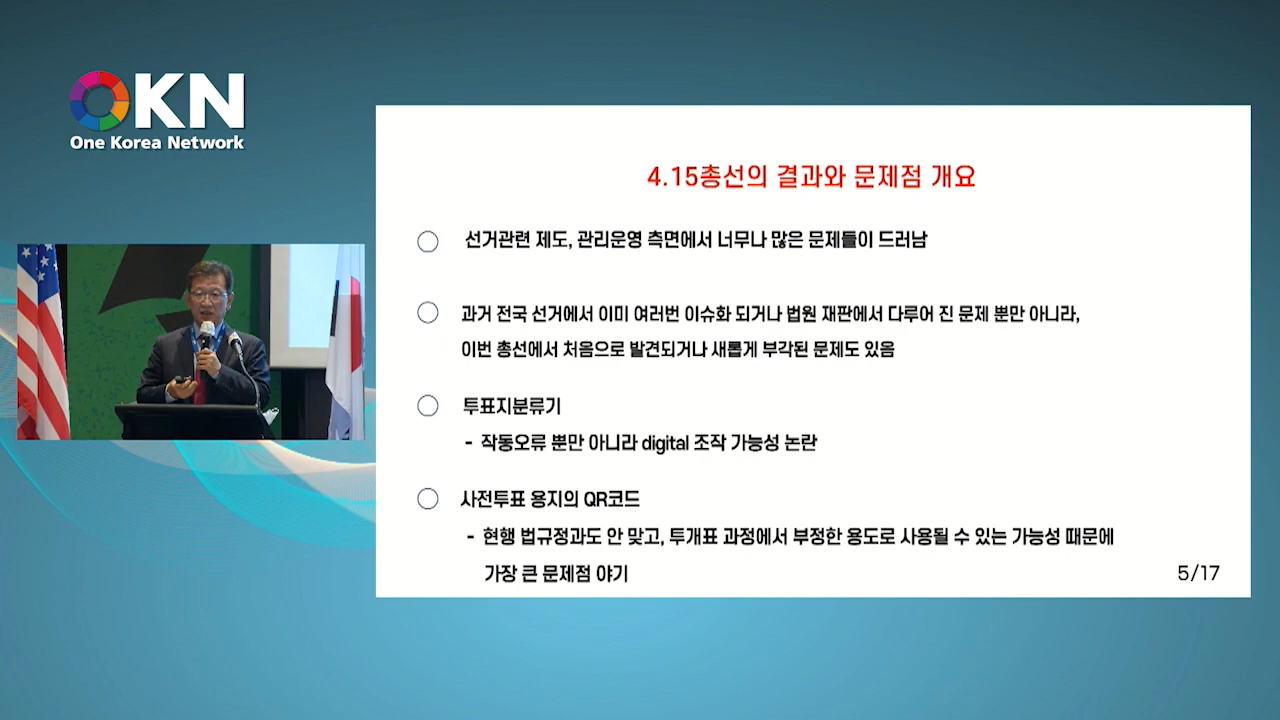 OKN
One Korea Network
4.15총선의 결과와 문제점 개요
선거관련 제도, 관리운영 측면에서 너무나 많은 문제들이 드러남
과거 전국 선거에서 이미 여러번 이슈화 되거나 법원 재판에서 다루어 진 문제 뿐만 아니라,
이번 총선에서 처음으로 발견되거나 새롭게 부각된 문제도 있음
투표지분류기
- 작동오류 뿐만 아니라 digital 조작 가능성 논란
사전투표 용지의 QR코드
- 현행 법규정과도 안 맞고, 투개표 과정에서 부정한 용도로 사용될 수 있는 가능성 때문에
가장 큰 문제점 야기
5/17